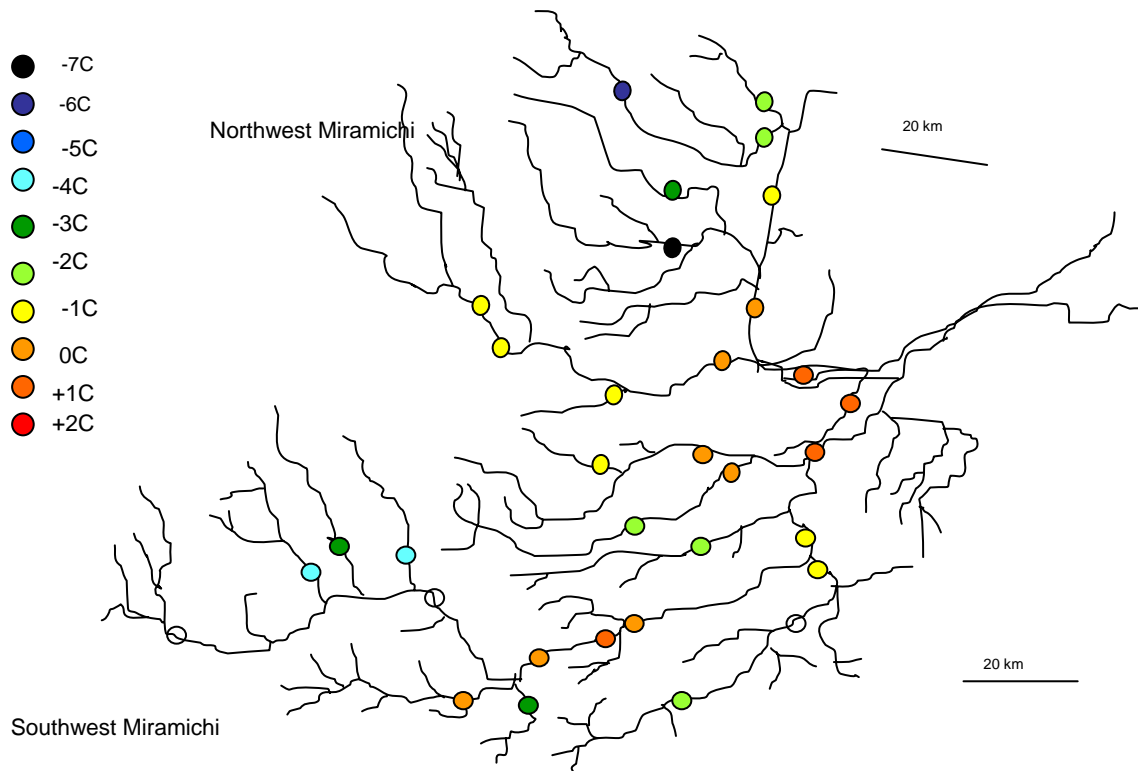 -7C
-6C
-5C
-4C
-3C
-2C
-1C
0C
+1C
+2C
Northwest Miramichi
20 km
20 km
Southwest Miramichi